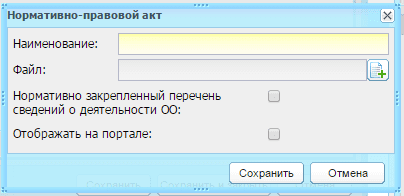 Нормативно-правовой акт
Наименование:
Файл:
Нормативно закрепленный перечень
сведений о деятельности ОО:
Отображать на портале:
Сохранить Отмена